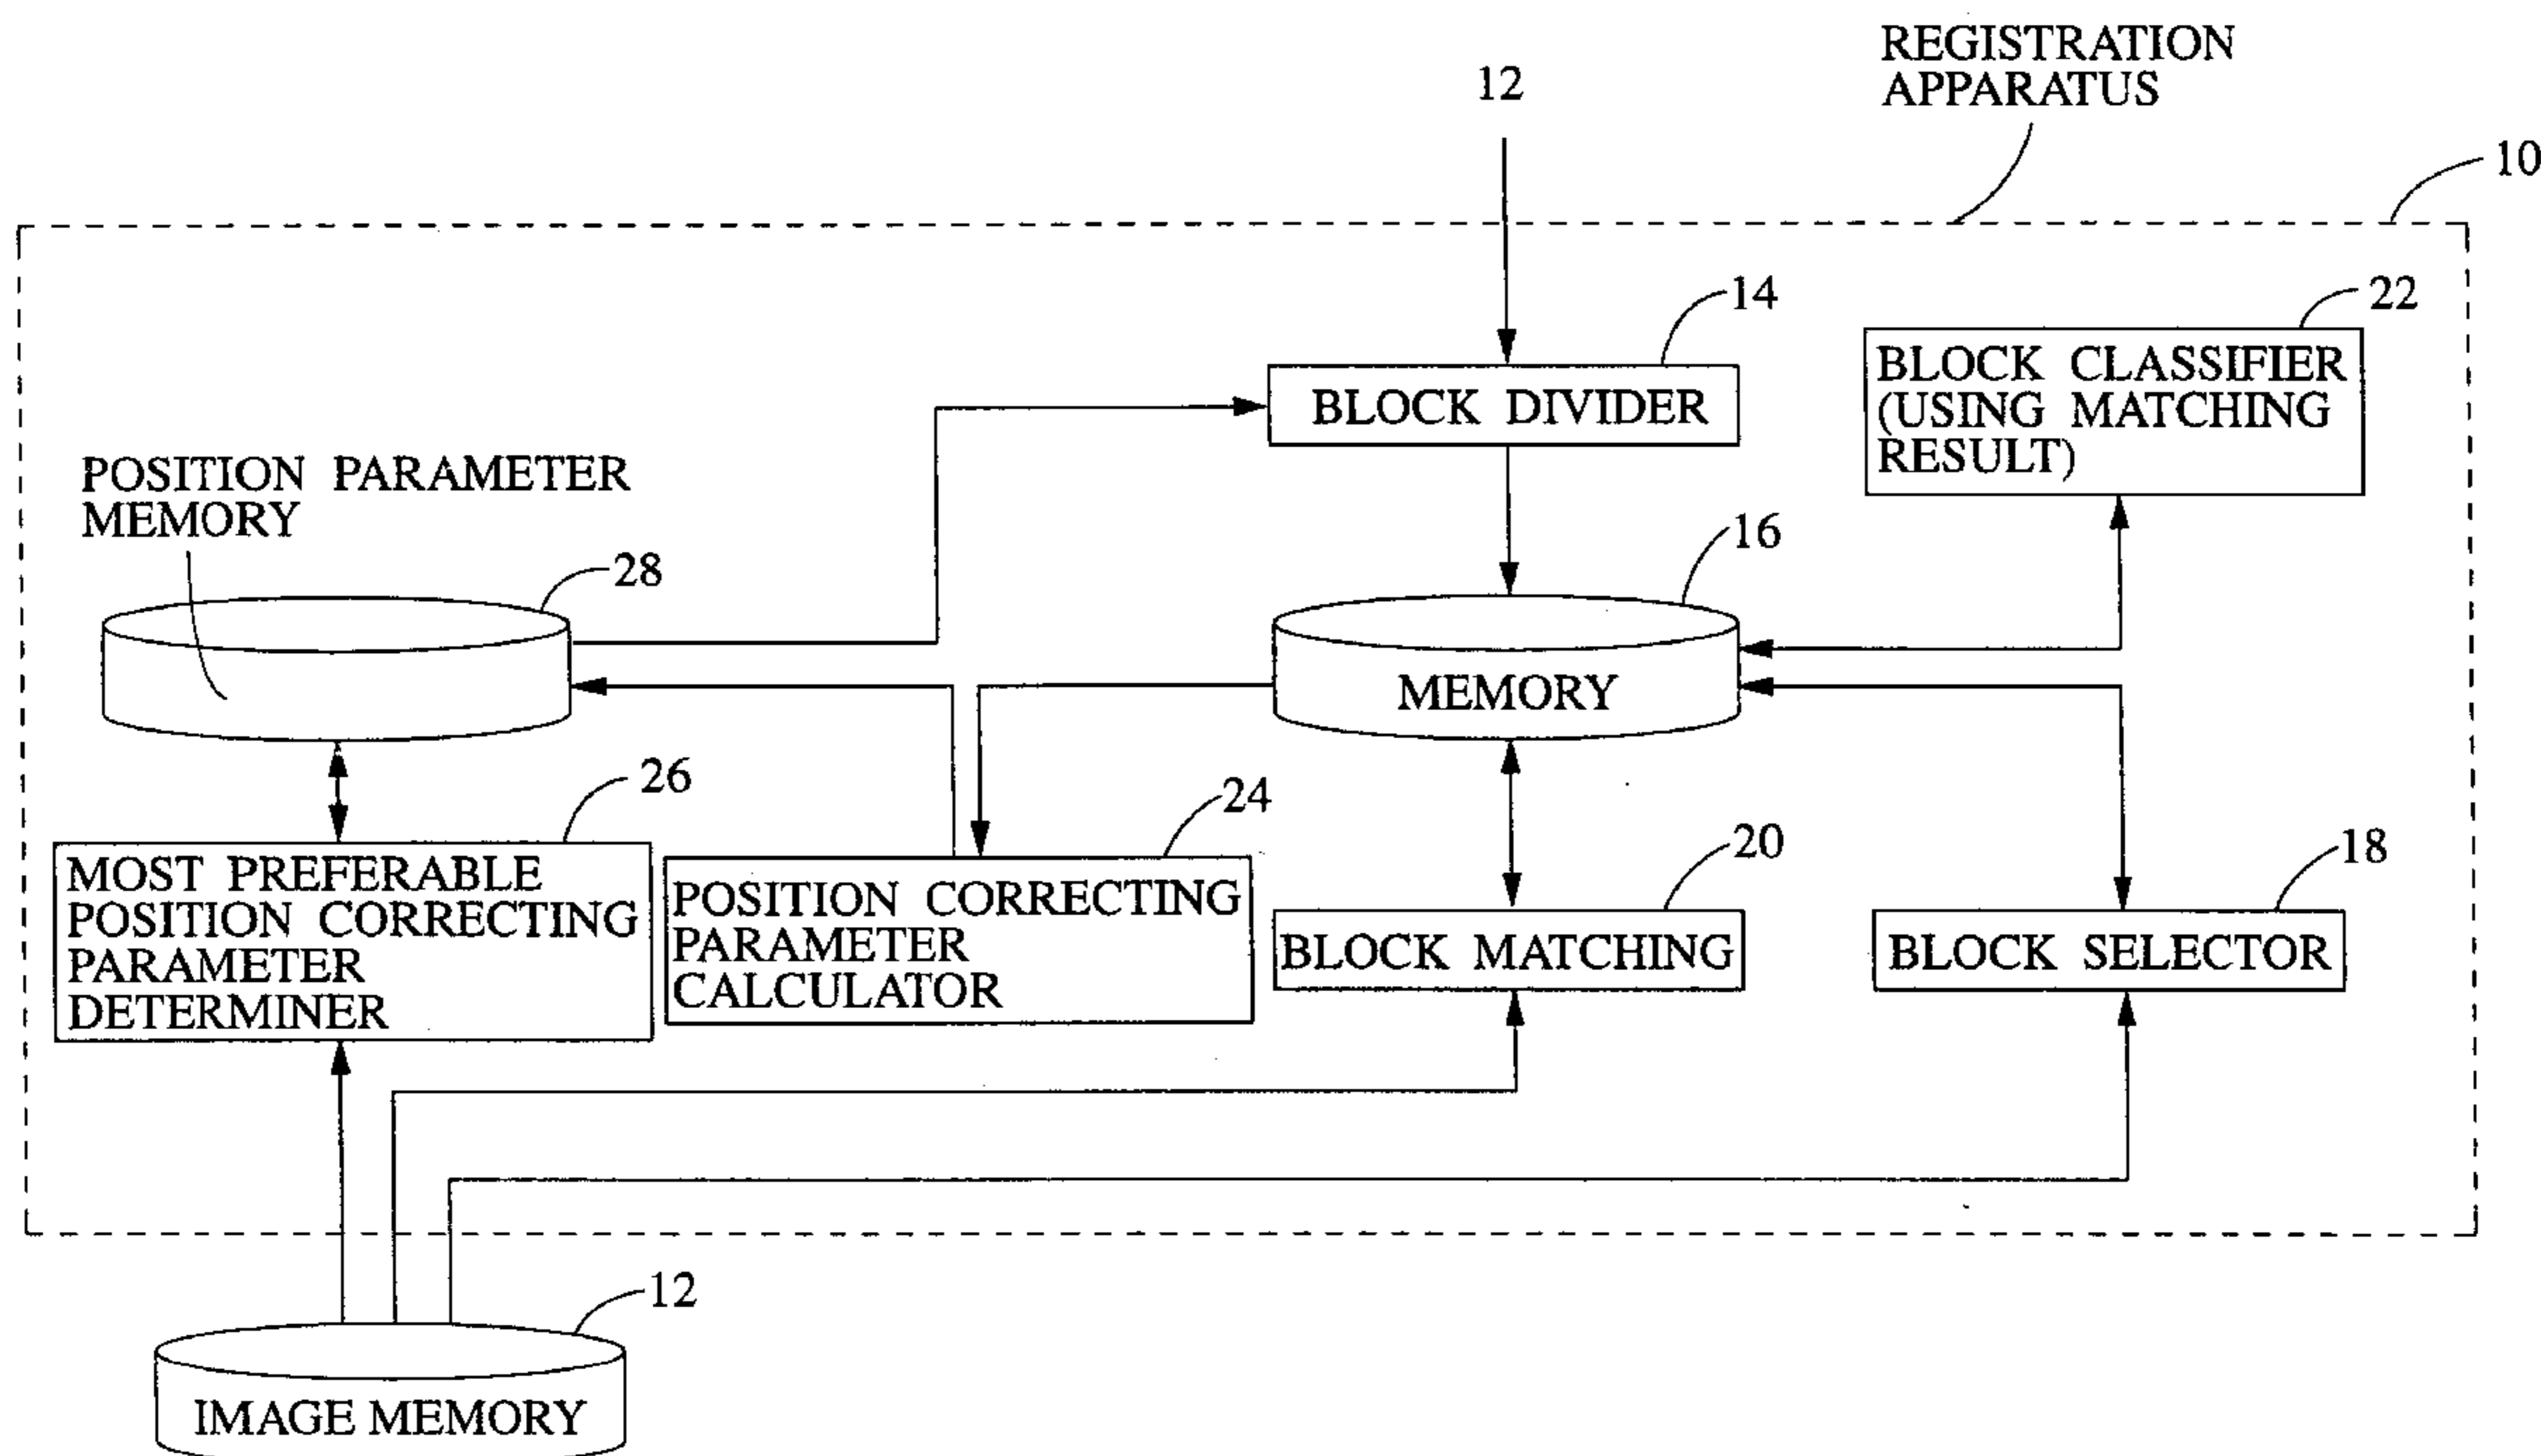 REGISTRATION
APPARATUS
12
10
14
22
BLOCK DIVIDER
BLOCK CLASSIFIER
(USING MATCHING
RESULT)
POSITION PARAMETER
MEMORY
28
16
MEMORY
26
24
20
18
MOST PREFERABLE
POSITION CORRECTING
PARAMETER
DETERMINER
POSITION CORRECTING
PARAMETER
CALCULATOR
BLOCK MATCHING
BLOCK SELECTOR
12
IMAGE MEMORY